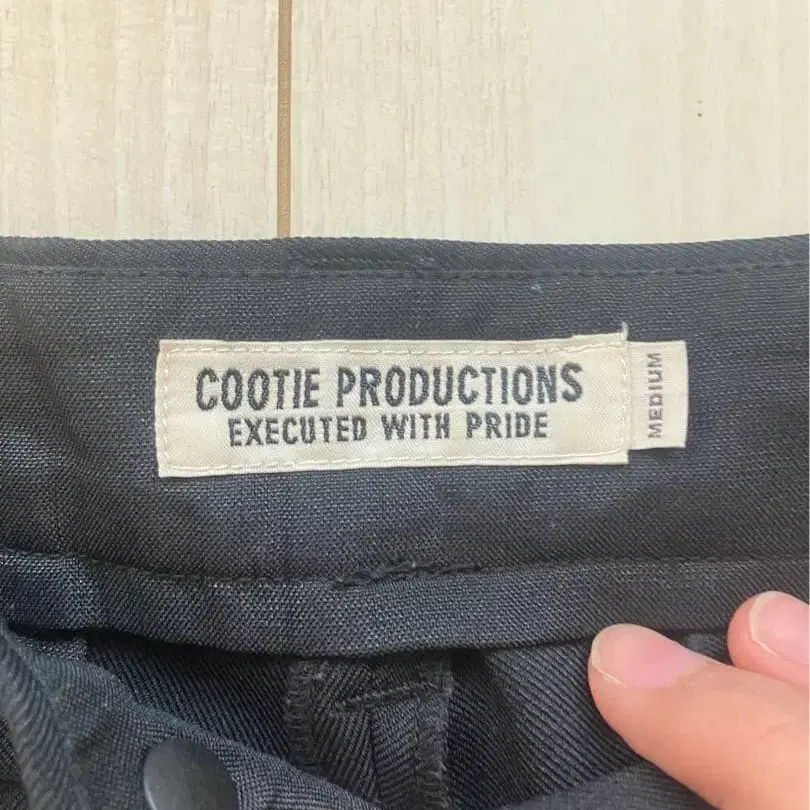 COOTIE PRODUCTIONS
EXECUTED WITH PRIDE
MEDIUM